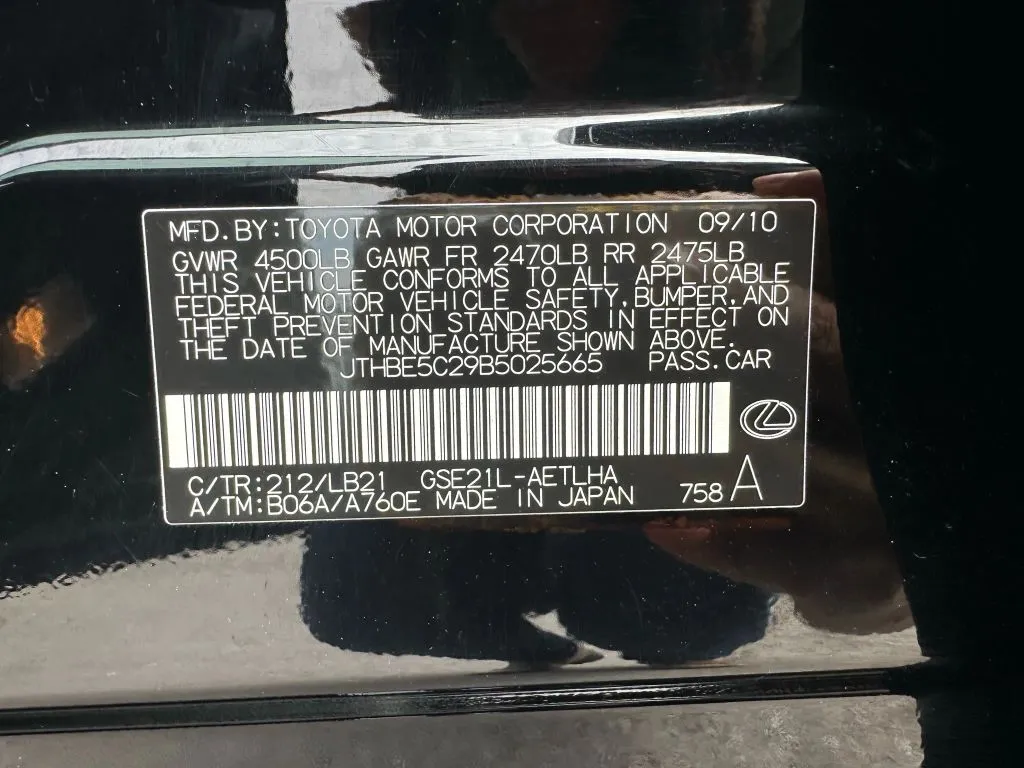 MFD. BY: TOYOTA MOTOR CORPORATION 09/10
GVWR 4500LB GAWR FR 2470LB RR 2475LB
THIS VEHICLE CONFORMS TO ALL APPLICABLE
FEDERAL MOTOR VEHICLE SAFETY, BUMPER, AND
THEFT PREVENTION STANDARDS IN EFFECT ON
THE DATE OF MANUFACTURE SHOWN ABOVE.
JTHBE5C29B5025665 PASS. CAR
C/TR: 212/LB21 GSE21L-AETLHA
A/TM: B06A/A760E MADE IN JAPAN 758 A